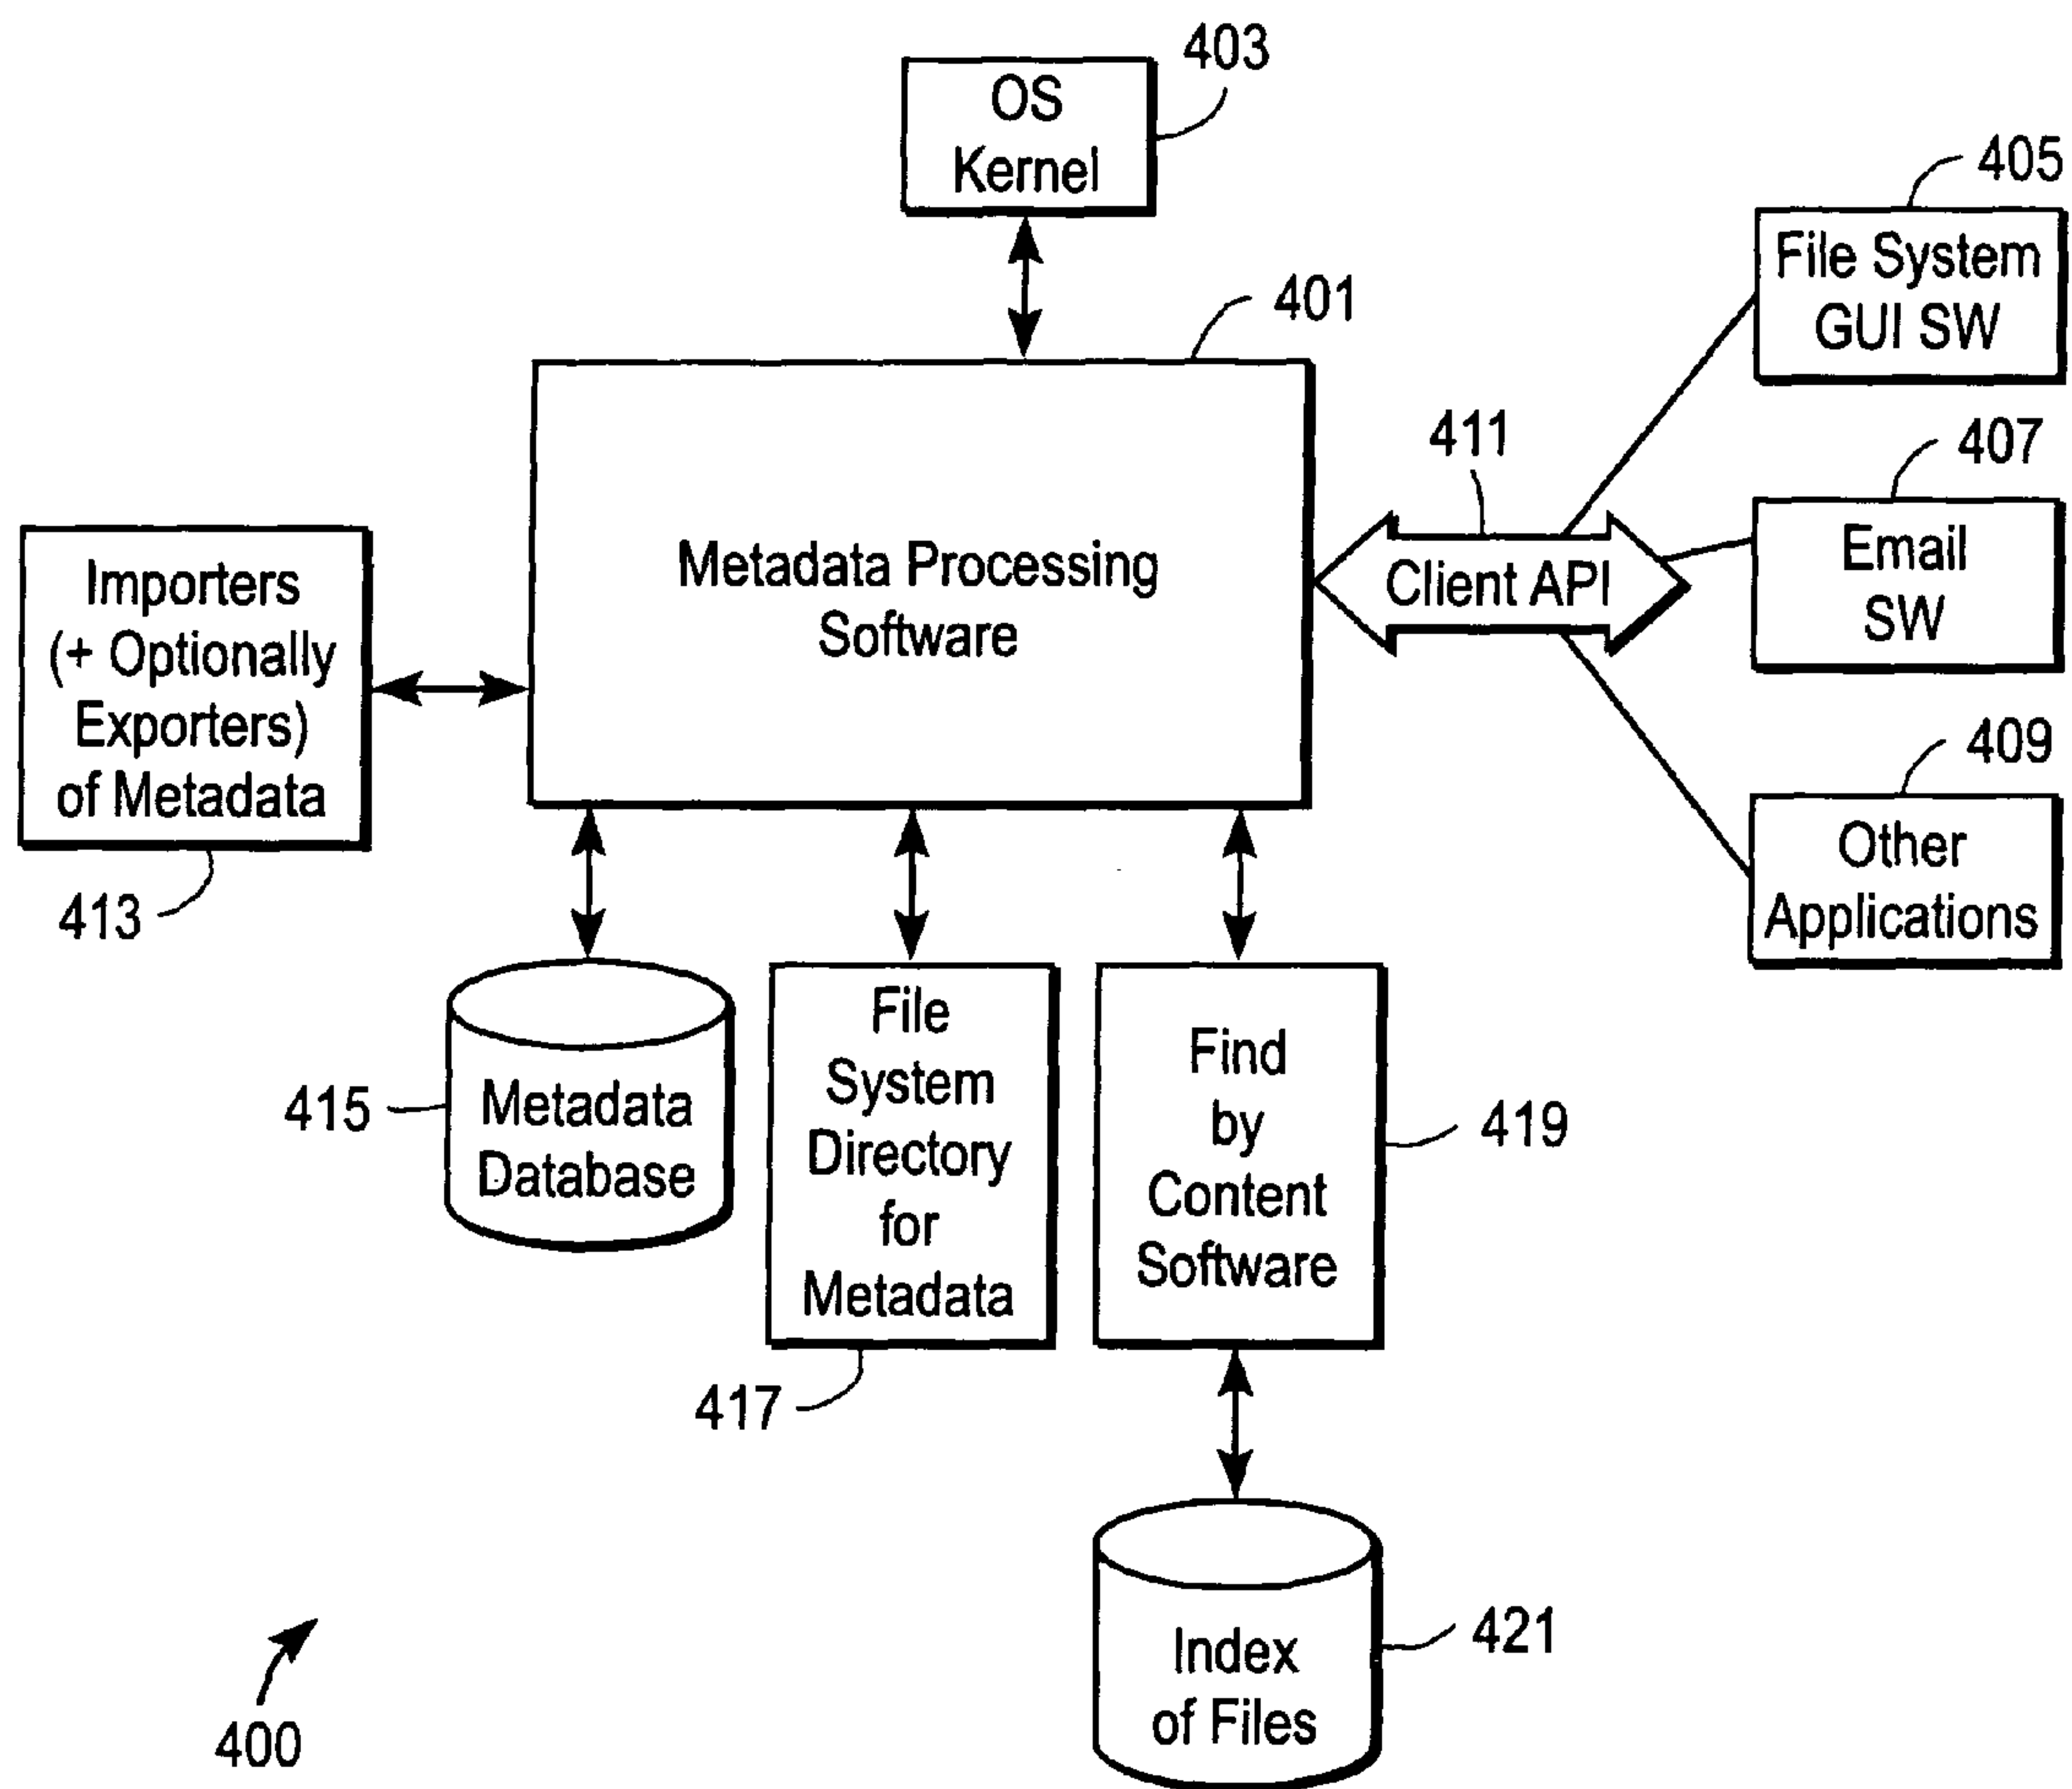 403
OS
Kernel
405
File System
GUI SW
401
411
407
Metadata Processing
Software
Client API
Email
SW
Importers
(+ Optionally
Exporters)
of Metadata
413
409
Other
Applications
415
Metadata
Database
File
System
Directory
for
Metadata
417
Find
by
Content
Software
419
Index
of Files
421
400